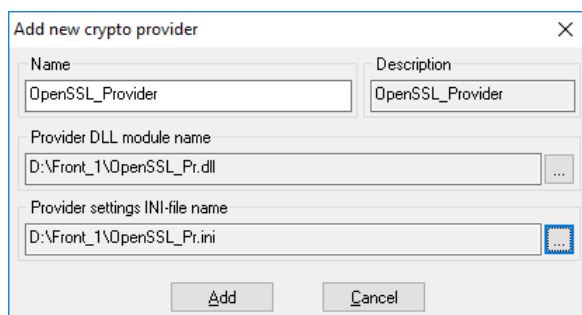 Add new crypto provider
Name
Description
OpenSSL_Provider
OpenSSL_Provider
Provider DLL module name
D:\Front_1\OpenSSL_Pr.dll
...
Provider settings INI-file name
D:\Front_1\OpenSSL_Pr.ini
...
Add
Cancel